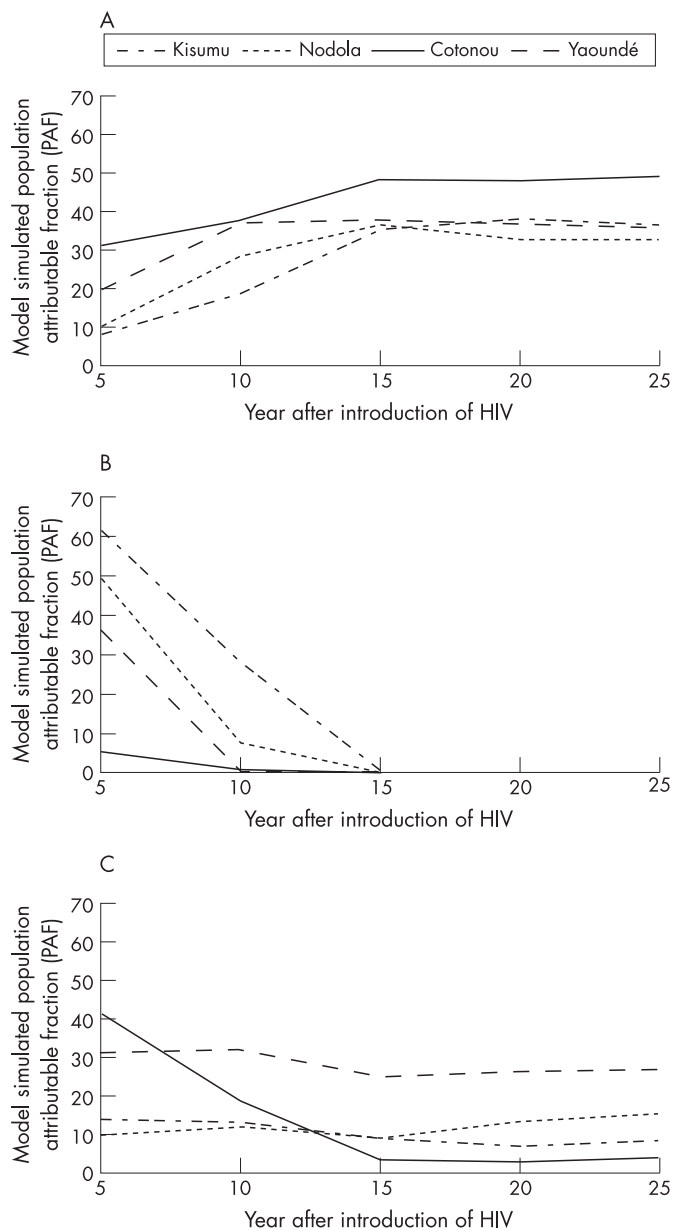 A
Kisumu Nodola Cotonou Yaoundé
70
60
50
40
30
20
10
0
Model simulated population
attributable fraction (PAF)
5 10 15 20 25
Year after introduction of HIV
B
70
60
50
40
30
20
10
0
Model simulated population
attributable fraction (PAF)
5 10 15 20 25
Year after introduction of HIV
C
70
60
50
40
30
20
10
0
Model simulated population
attributable fraction (PAF)
5 10 15 20 25
Year after introduction of HIV